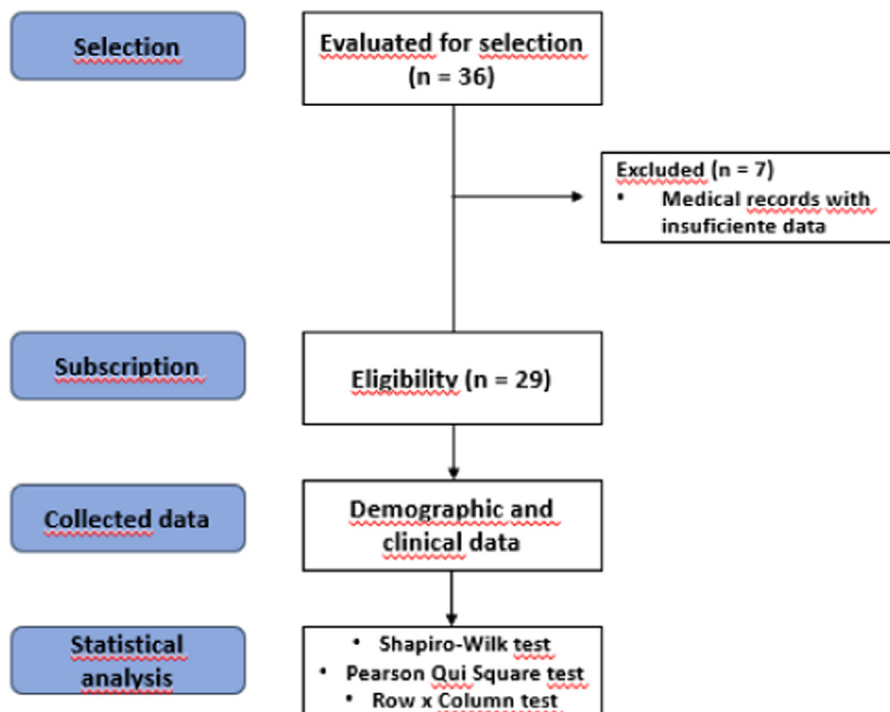 Selection
Evaluated for selection
(n = 36)
Excluded (n = 7)
• Medical records with
insuficiente data
Subscription
Eligibility (n = 29)
Collected data
Demographic and
clinical data
Statistical
analysis
• Shapiro-Wilk test
• Pearson Qui Square test
• Row x Column test